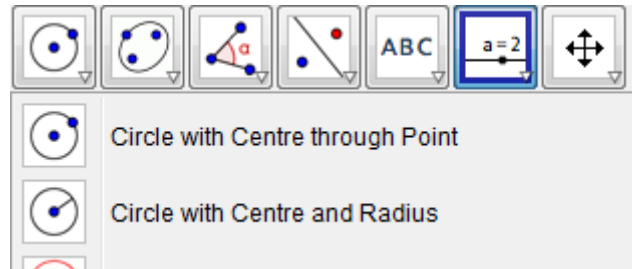 α
ABC
a=2
Circle with Centre through Point
Circle with Centre and Radius